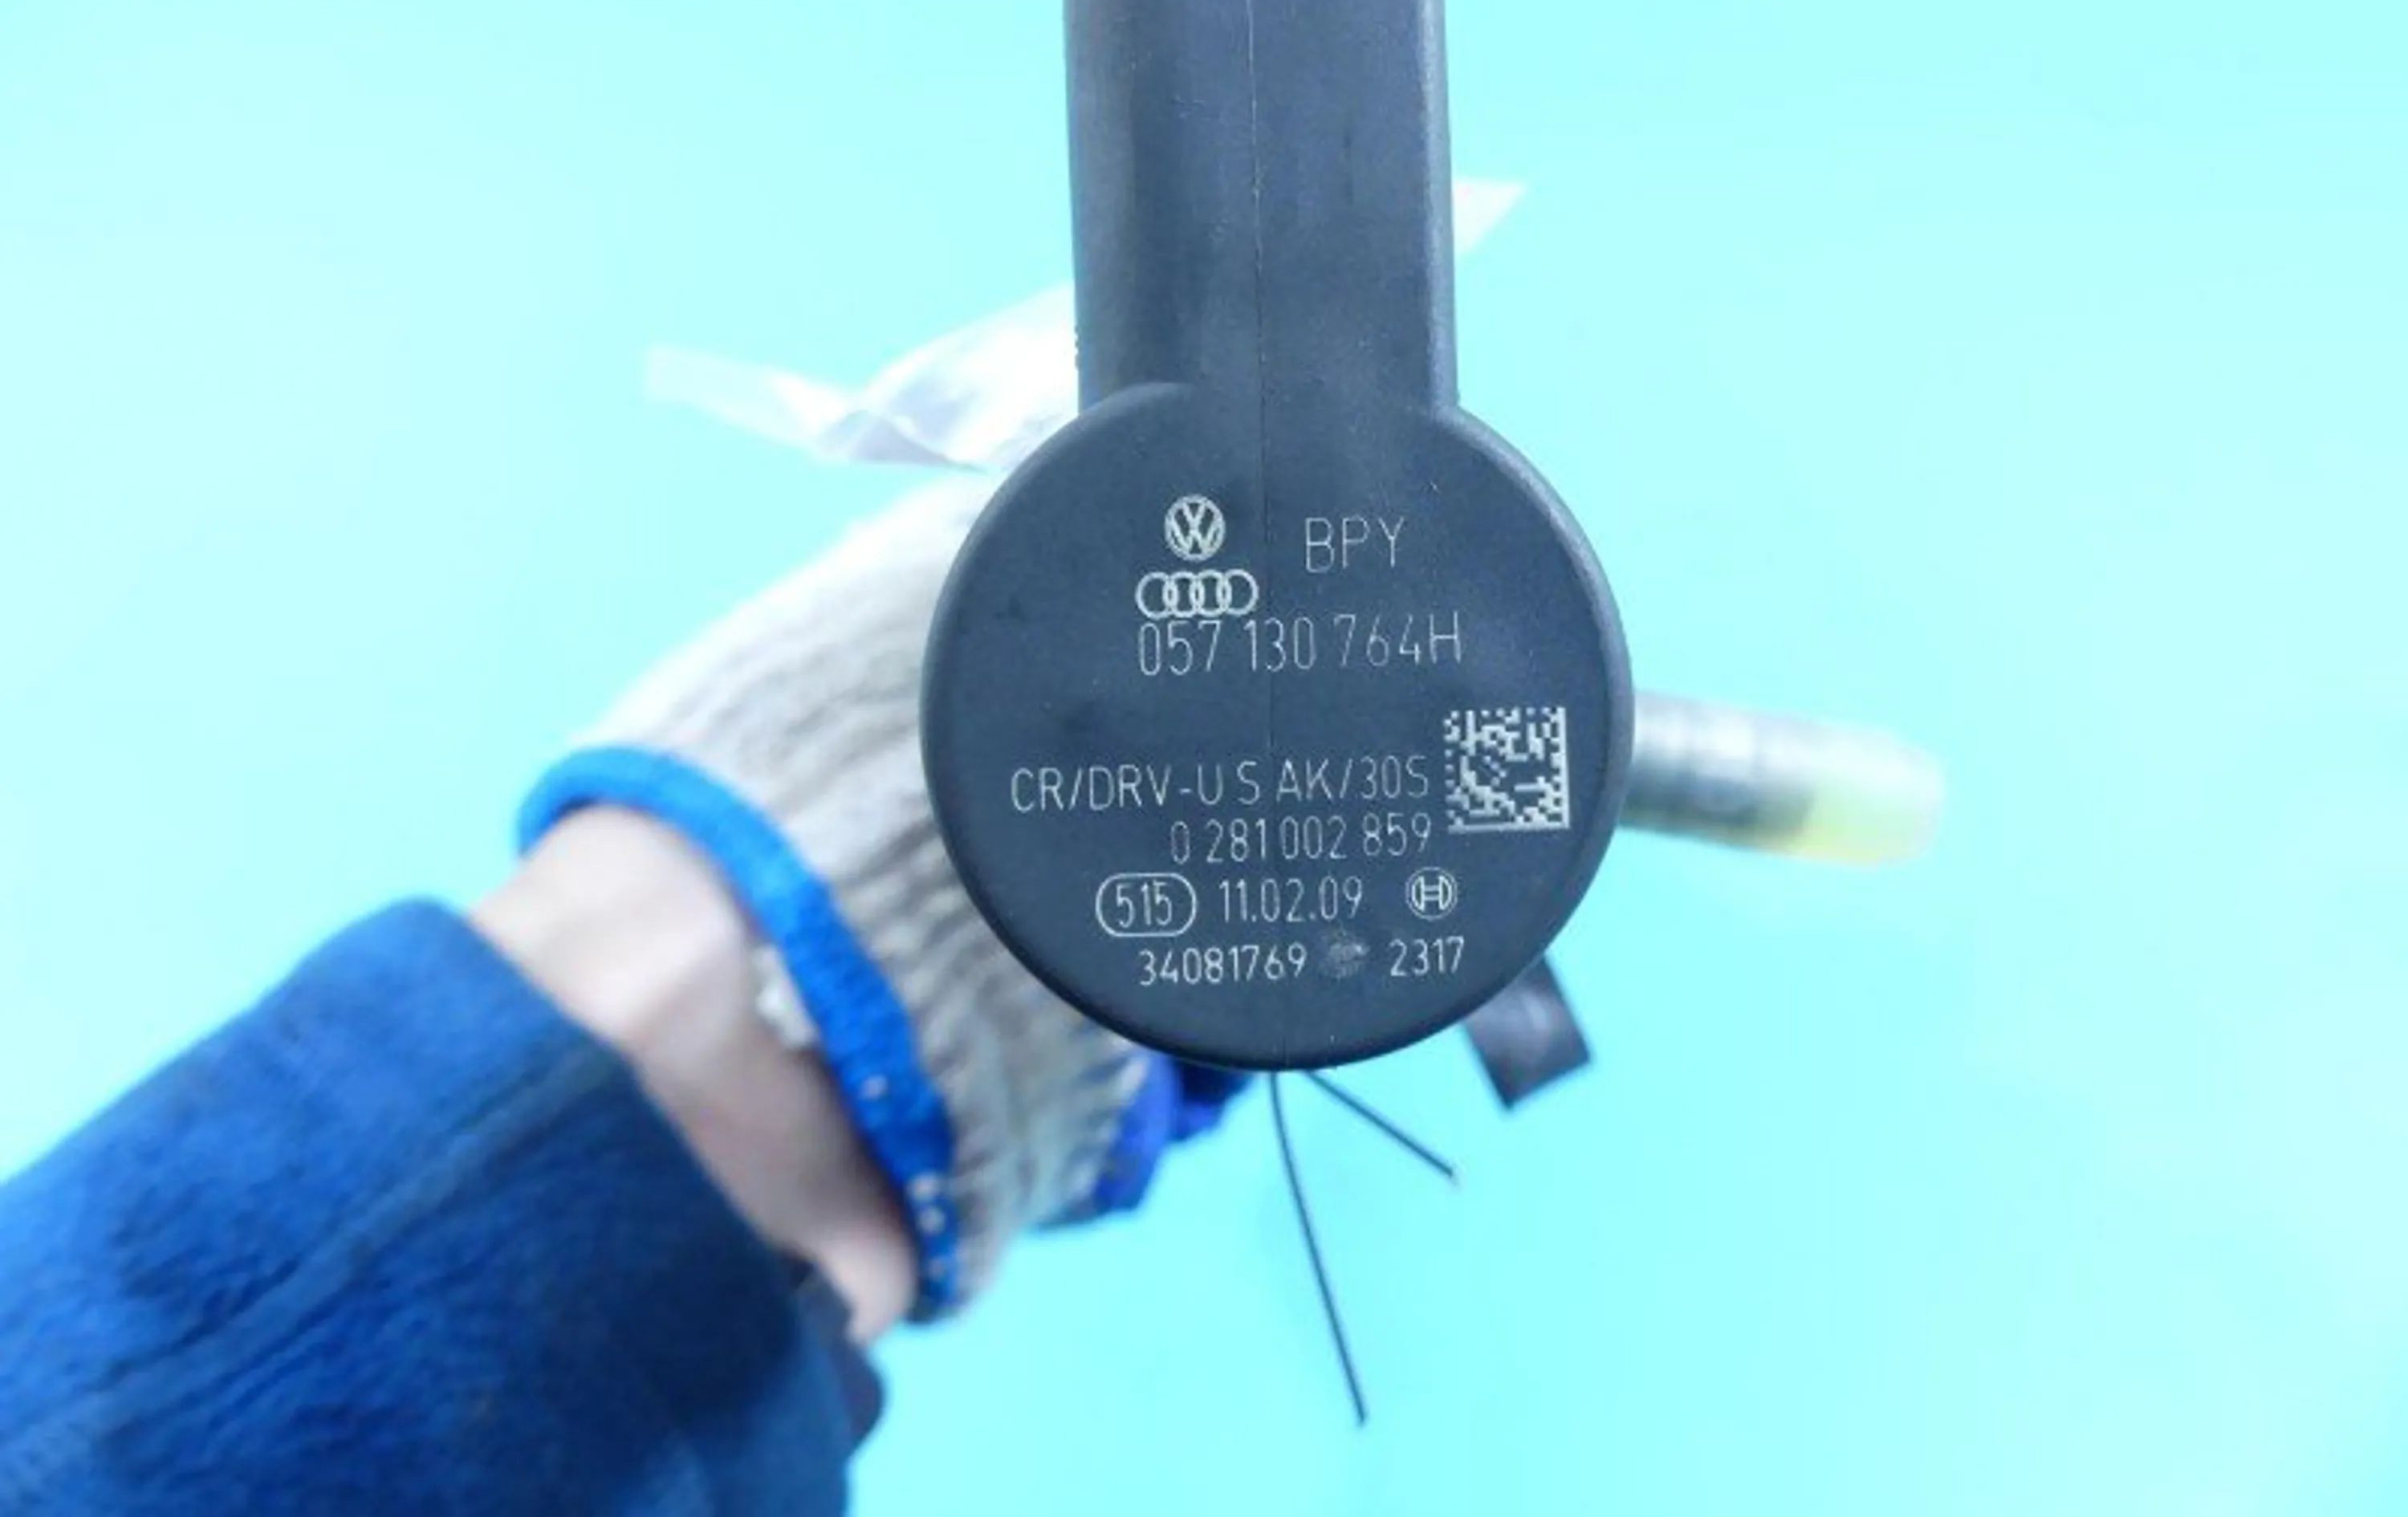 BPY
057 130 764H
CR/DRV-U S AK/30S
0 281 002 859
515 11.02.09
34081769 2317